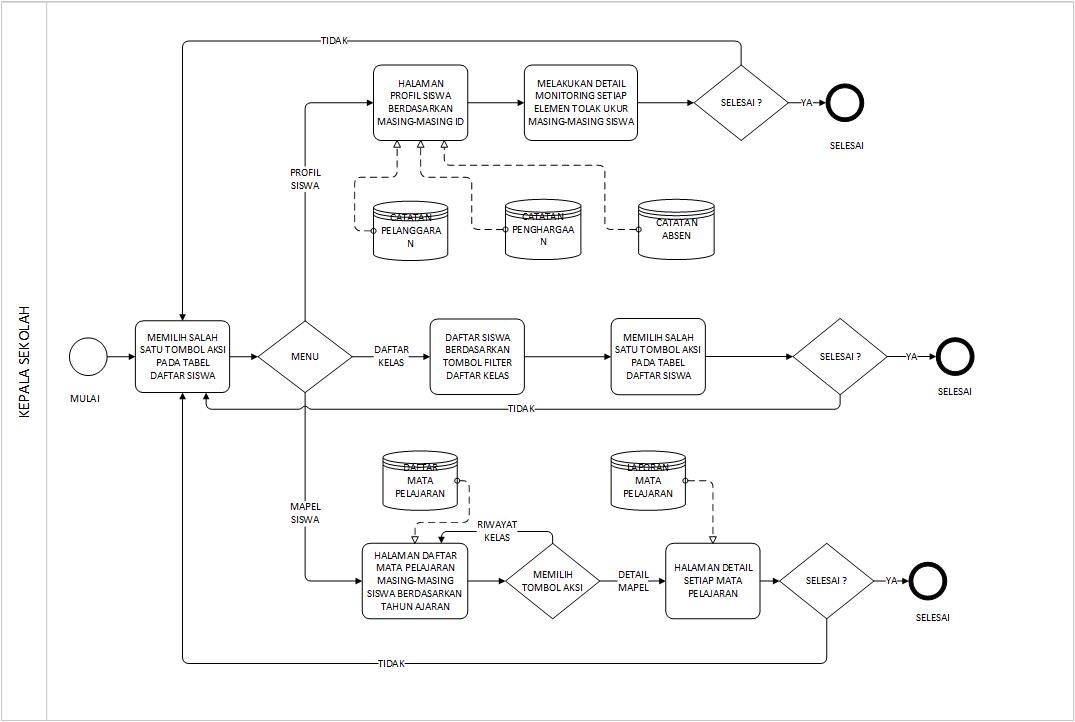 KEPALA SEKOLAH
TIDAK
HALAMAN
PROFIL SISWA
BERDASARKAN
MASING-MASING ID
MELAKUKAN DETAIL
MONITORING SETIAP
ELEMEN TOLAK UKUR
MASING-MASING SISWA
SELESAI ?
YA
SELESAI
PROFIL
SISWA
CATATAN
PELANGGARA
N
CATATAN
PENGHARGAA
N
CATATAN
ABSEN
MULAI
MEMILIH SALAH
SATU TOMBOL AKSI
PADA TABEL
DAFTAR SISWA
MENU
DAFTAR
KELAS
DAFTAR SISWA
BERDASARKAN
TOMBOL FILTER
DAFTAR KELAS
MEMILIH SALAH
SATU TOMBOL AKSI
PADA TABEL
DAFTAR SISWA
SELESAI ?
YA
SELESAI
TIDAK
DAFTAR
MATA
PELAJARAN
LAPORAN
MATA
PELAJARAN
MAPEL
SISWA
RIWAYAT
KELAS
HALAMAN DAFTAR
MATA PELAJARAN
MASING-MASING
SISWA BERDASARKAN
TAHUN AJARAN
MEMILIH
TOMBOL AKSI
DETAIL
MAPEL
HALAMAN DETAIL
SETIAP MATA
PELAJARAN
SELESAI ?
YA
SELESAI
TIDAK